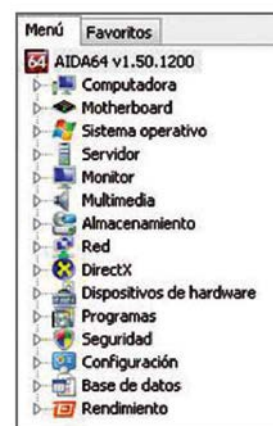 Menú Favoritos
64 AIDA64 v1.50.1200
Computadora
Motherboard
Sistema operativo
Servidor
Monitor
Multimedia
Almacenamiento
Red
DirectX
Dispositivos de hardware
Programas
Seguridad
Configuración
Base de datos
Rendimiento